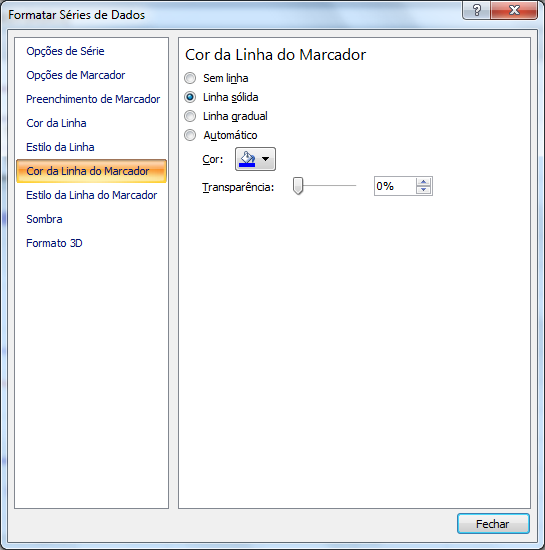 Formatar Séries de Dados
Opções de Série
Opções de Marcador
Preenchimento de Marcador
Cor da Linha
Estilo da Linha
Cor da Linha do Marcador
Estilo da Linha do Marcador
Sombra
Formato 3D
Cor da Linha do Marcador
Sem linha
Linha sólida
Linha gradual
Automático
Cor:
Transparência: 0%
Fechar